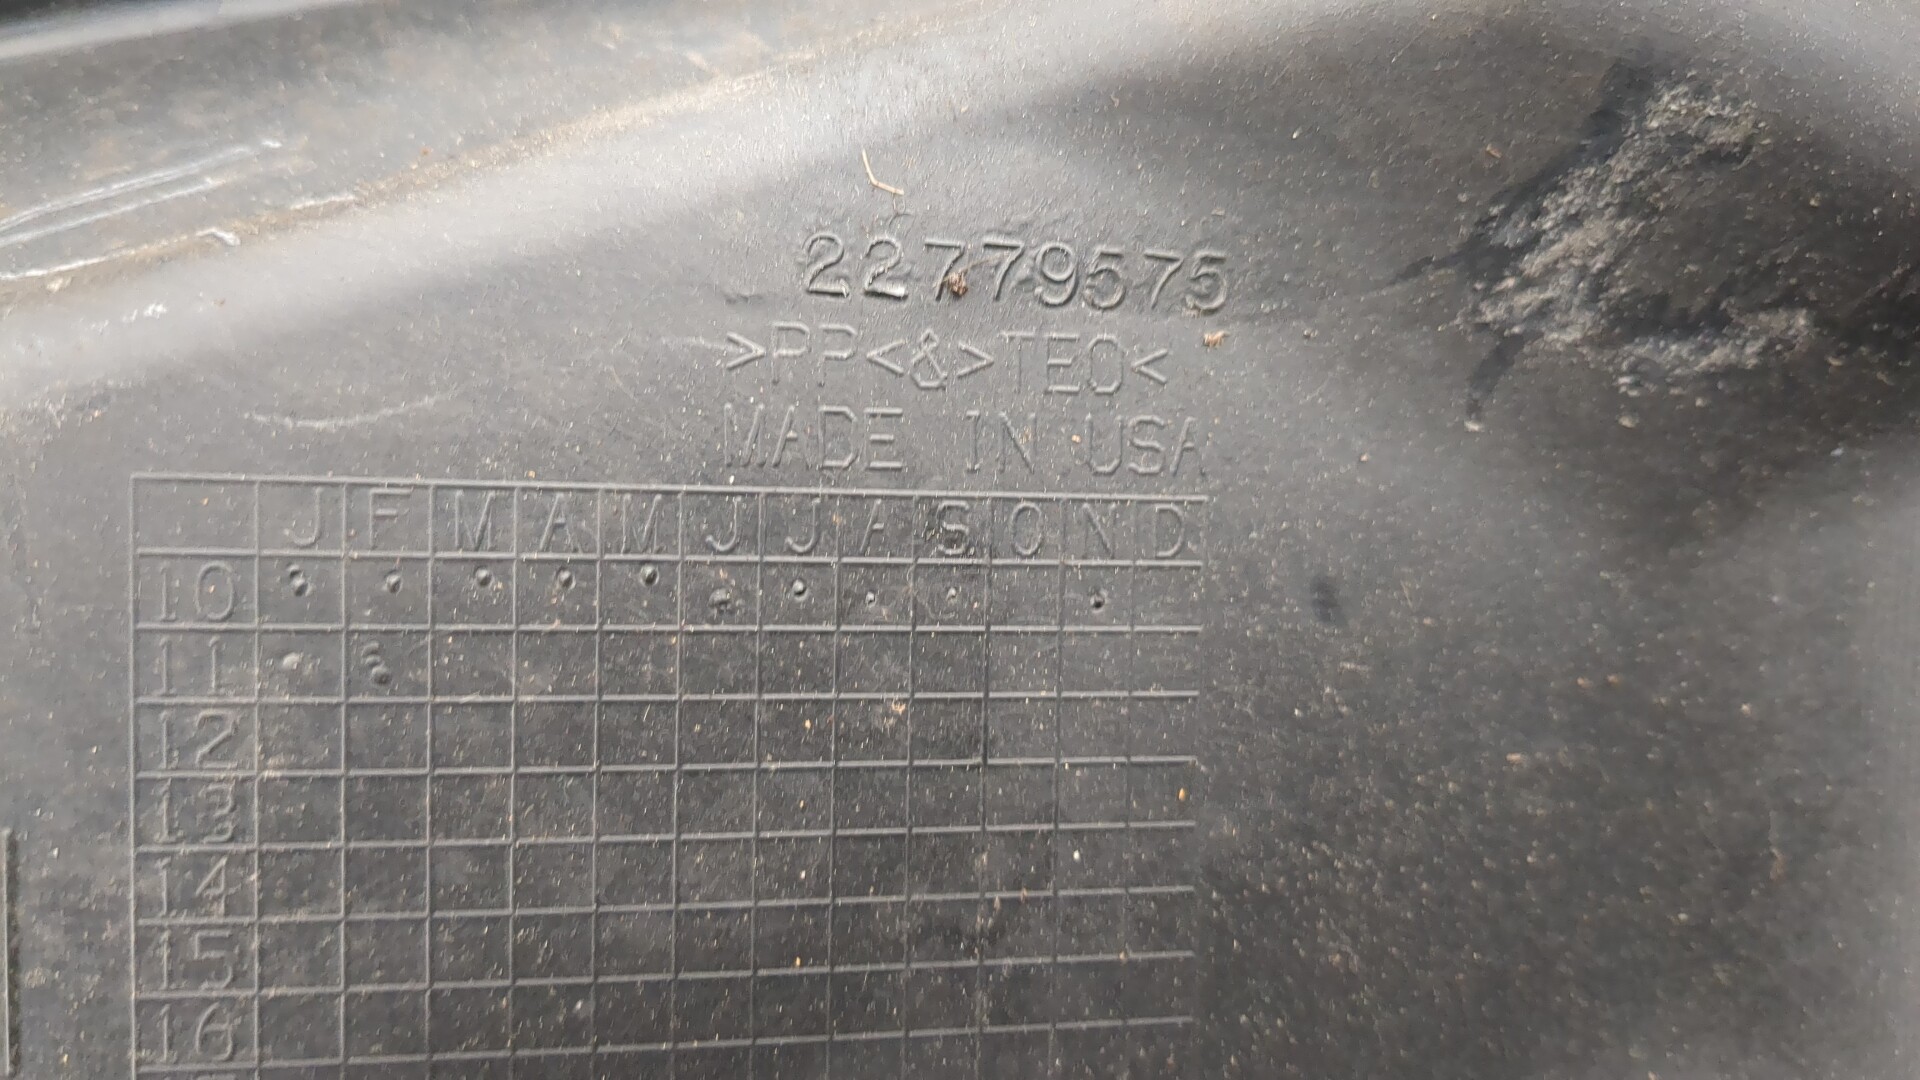 22779575
>PP<&>TEO<
MADE IN USA
J F M A M J J A S O N D
10
11
12
13
14
15
16